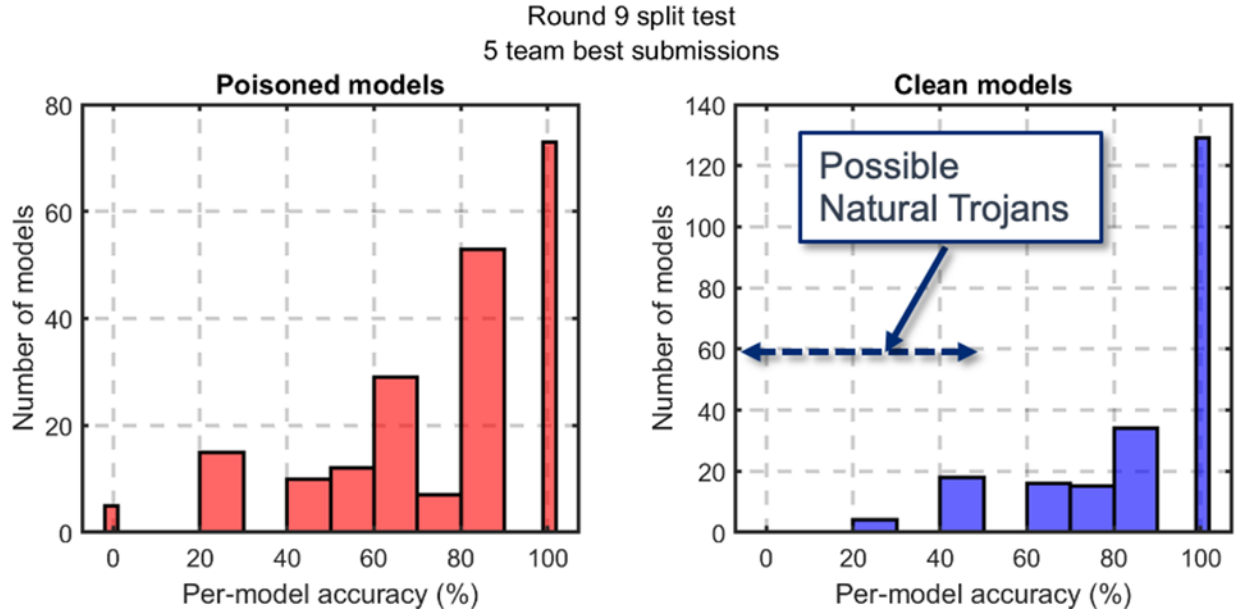 Round 9 split test
5 team best submissions
Poisoned models
Number of models
80
60
40
20
0
0 20 40 60 80 100
Per-model accuracy (%)
Clean models
Number of models
140
120
100
80
60
40
20
0
Possible
Natural Trojans
0 20 40 60 80 100
Per-model accuracy (%)